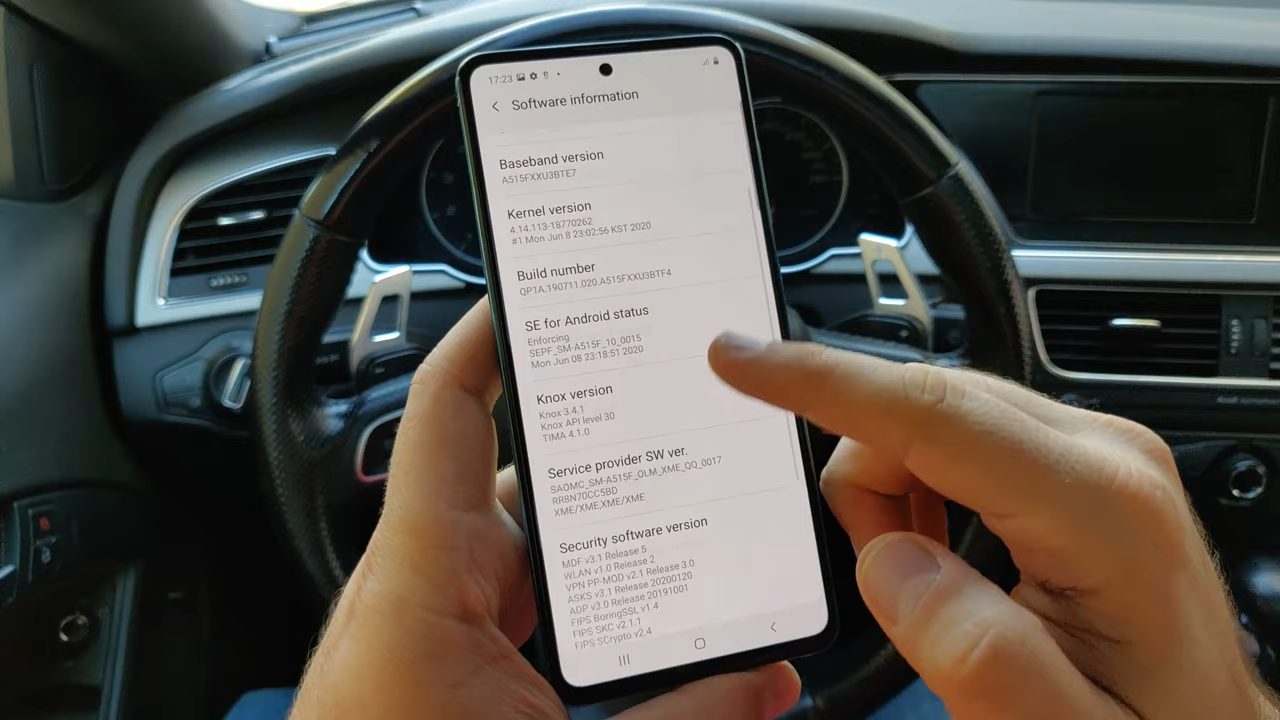 17:23
Software information
Baseband version
A515FXXU3BTE7
Kernel version
4.14.113-18770262
#1 Mon Jun 8 23:02:56 KST 2020
Build number
QP1A.190711.020.A515FXXU3BTF4
SE for Android status
Enforcing
SEPF_SM-A515F_10_0015
Mon Jun 08 23:18:51 2020
Knox version
Knox 3.4.1
Knox API level 30
TIMA 4.1.0
Service provider SW ver.
SAOMC_SM-A515F_OLM_XME_QQ_0017
RR8N70CC5BD
XME/XME,XME/XME
Security software version
MDF v3.1 Release 5
WLAN v1.0 Release 2
VPN PP-MOD v2.1 Release 3.0
ASKS v3.1 Release 20200120
ADP v3.0 Release 20191001
FIPS BoringSSL v1.4
FIPS SKC v2.1.1
FIPS SCrypto v2.4